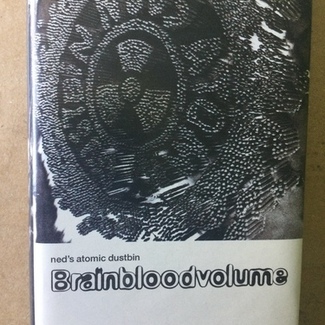 ned's atomic dustbin
Brainbloodvolume